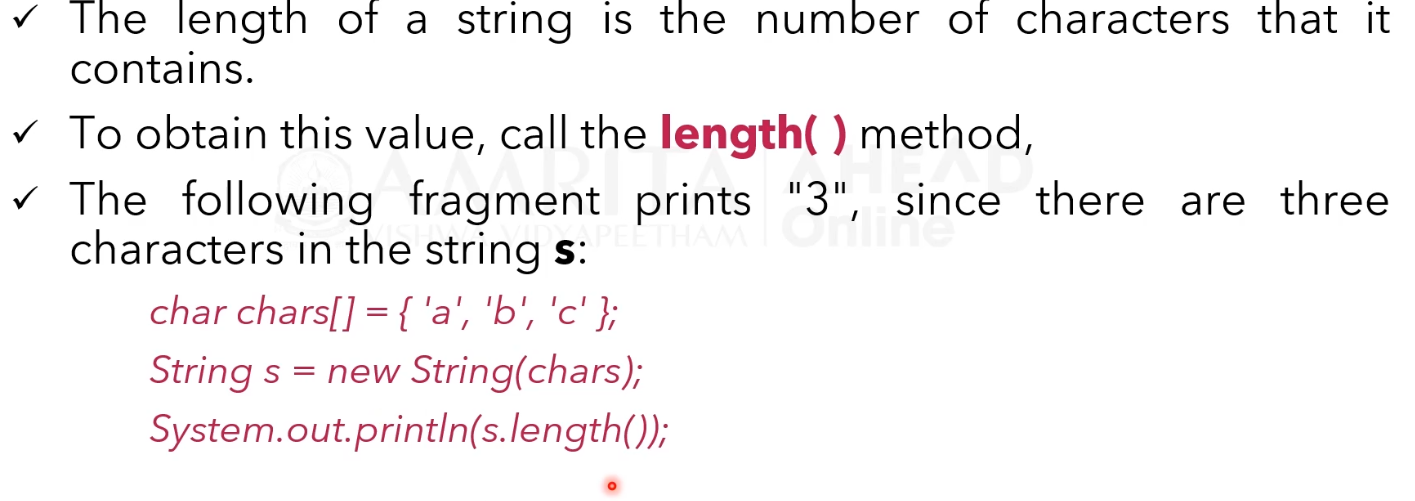 ✓ The length of a string is the number of characters that it
contains.
✓ To obtain this value, call the length( ) method,
✓ The following fragment prints "3", since there are three
characters in the string s:
char chars[] = { 'a', 'b', 'c' };
String s = new String(chars);
System.out.println(s.length());
AMRITA AHEAD
VISHWA VIDYAPEETHAM Online